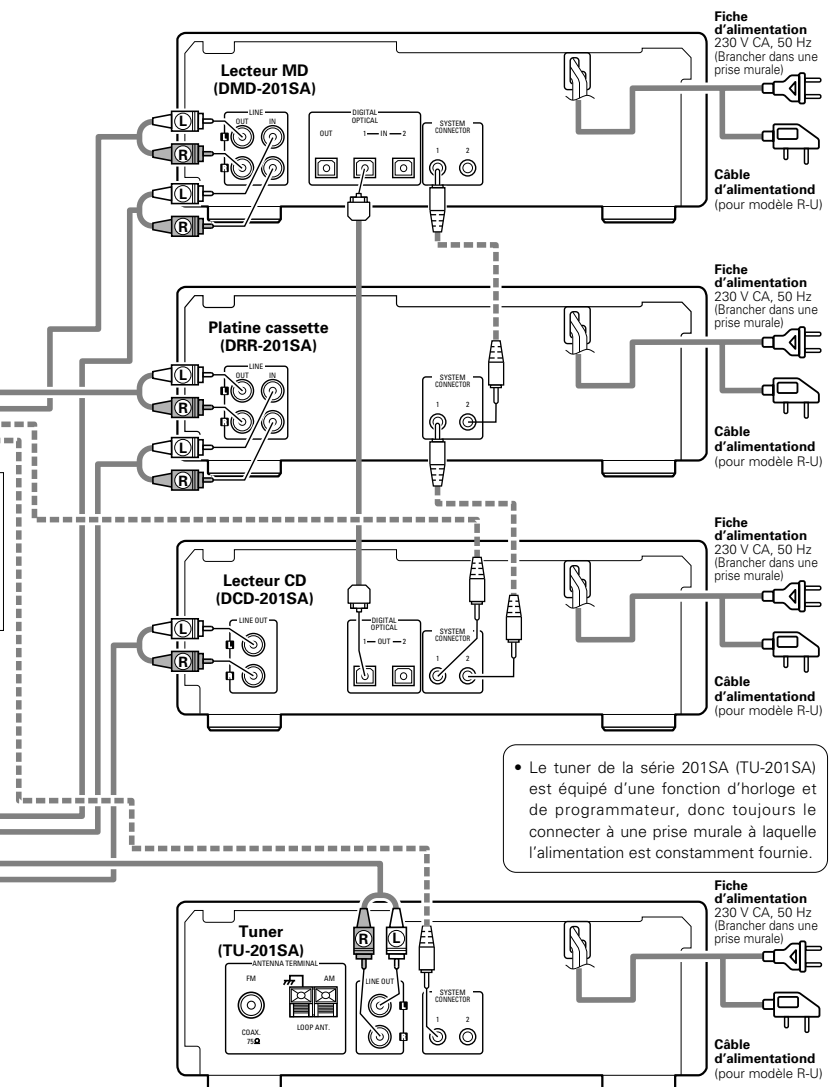 Fiche
d'alimentation
230 V CA, 50 Hz
(Brancher dans une
prise murale)
Lecteur MD
(DMD-201SA)
LINE
OUT IN
L
R
DIGITAL
OPTICAL
OUT 1 — IN — 2
SYSTEM
CONNECTOR
1 2
L
R
L
R
Câble
d'alimentationd
(pour modèle R-U)
Fiche
d'alimentation
230 V CA, 50 Hz
(Brancher dans une
prise murale)
Platine cassette
(DRR-201SA)
LINE
OUT IN
L
R
SYSTEM
CONNECTOR
1 2
L
R
L
R
Câble
d'alimentationd
(pour modèle R-U)
Fiche
d'alimentation
230 V CA, 50 Hz
(Brancher dans une
prise murale)
Lecteur CD
(DCD-201SA)
LINE OUT
L
R
DIGITAL
OPTICAL
1 — OUT — 2
SYSTEM
CONNECTOR
1 2
L
R
Câble
d'alimentationd
(pour modèle R-U)
• Le tuner de la série 201SA (TU-201SA)
est équipé d'une fonction d'horloge et
de programmateur, donc toujours le
connecter à une prise murale à laquelle
l'alimentation est constamment fournie.
Fiche
d'alimentation
230 V CA, 50 Hz
(Brancher dans une
prise murale)
Tuner
(TU-201SA)
R L
ANTENNA TERMINAL
FM AM
COAX.
75Ω
LOOP ANT.
LINE OUT
L
R
SYSTEM
CONNECTOR
1 2
Câble
d'alimentationd
(pour modèle R-U)